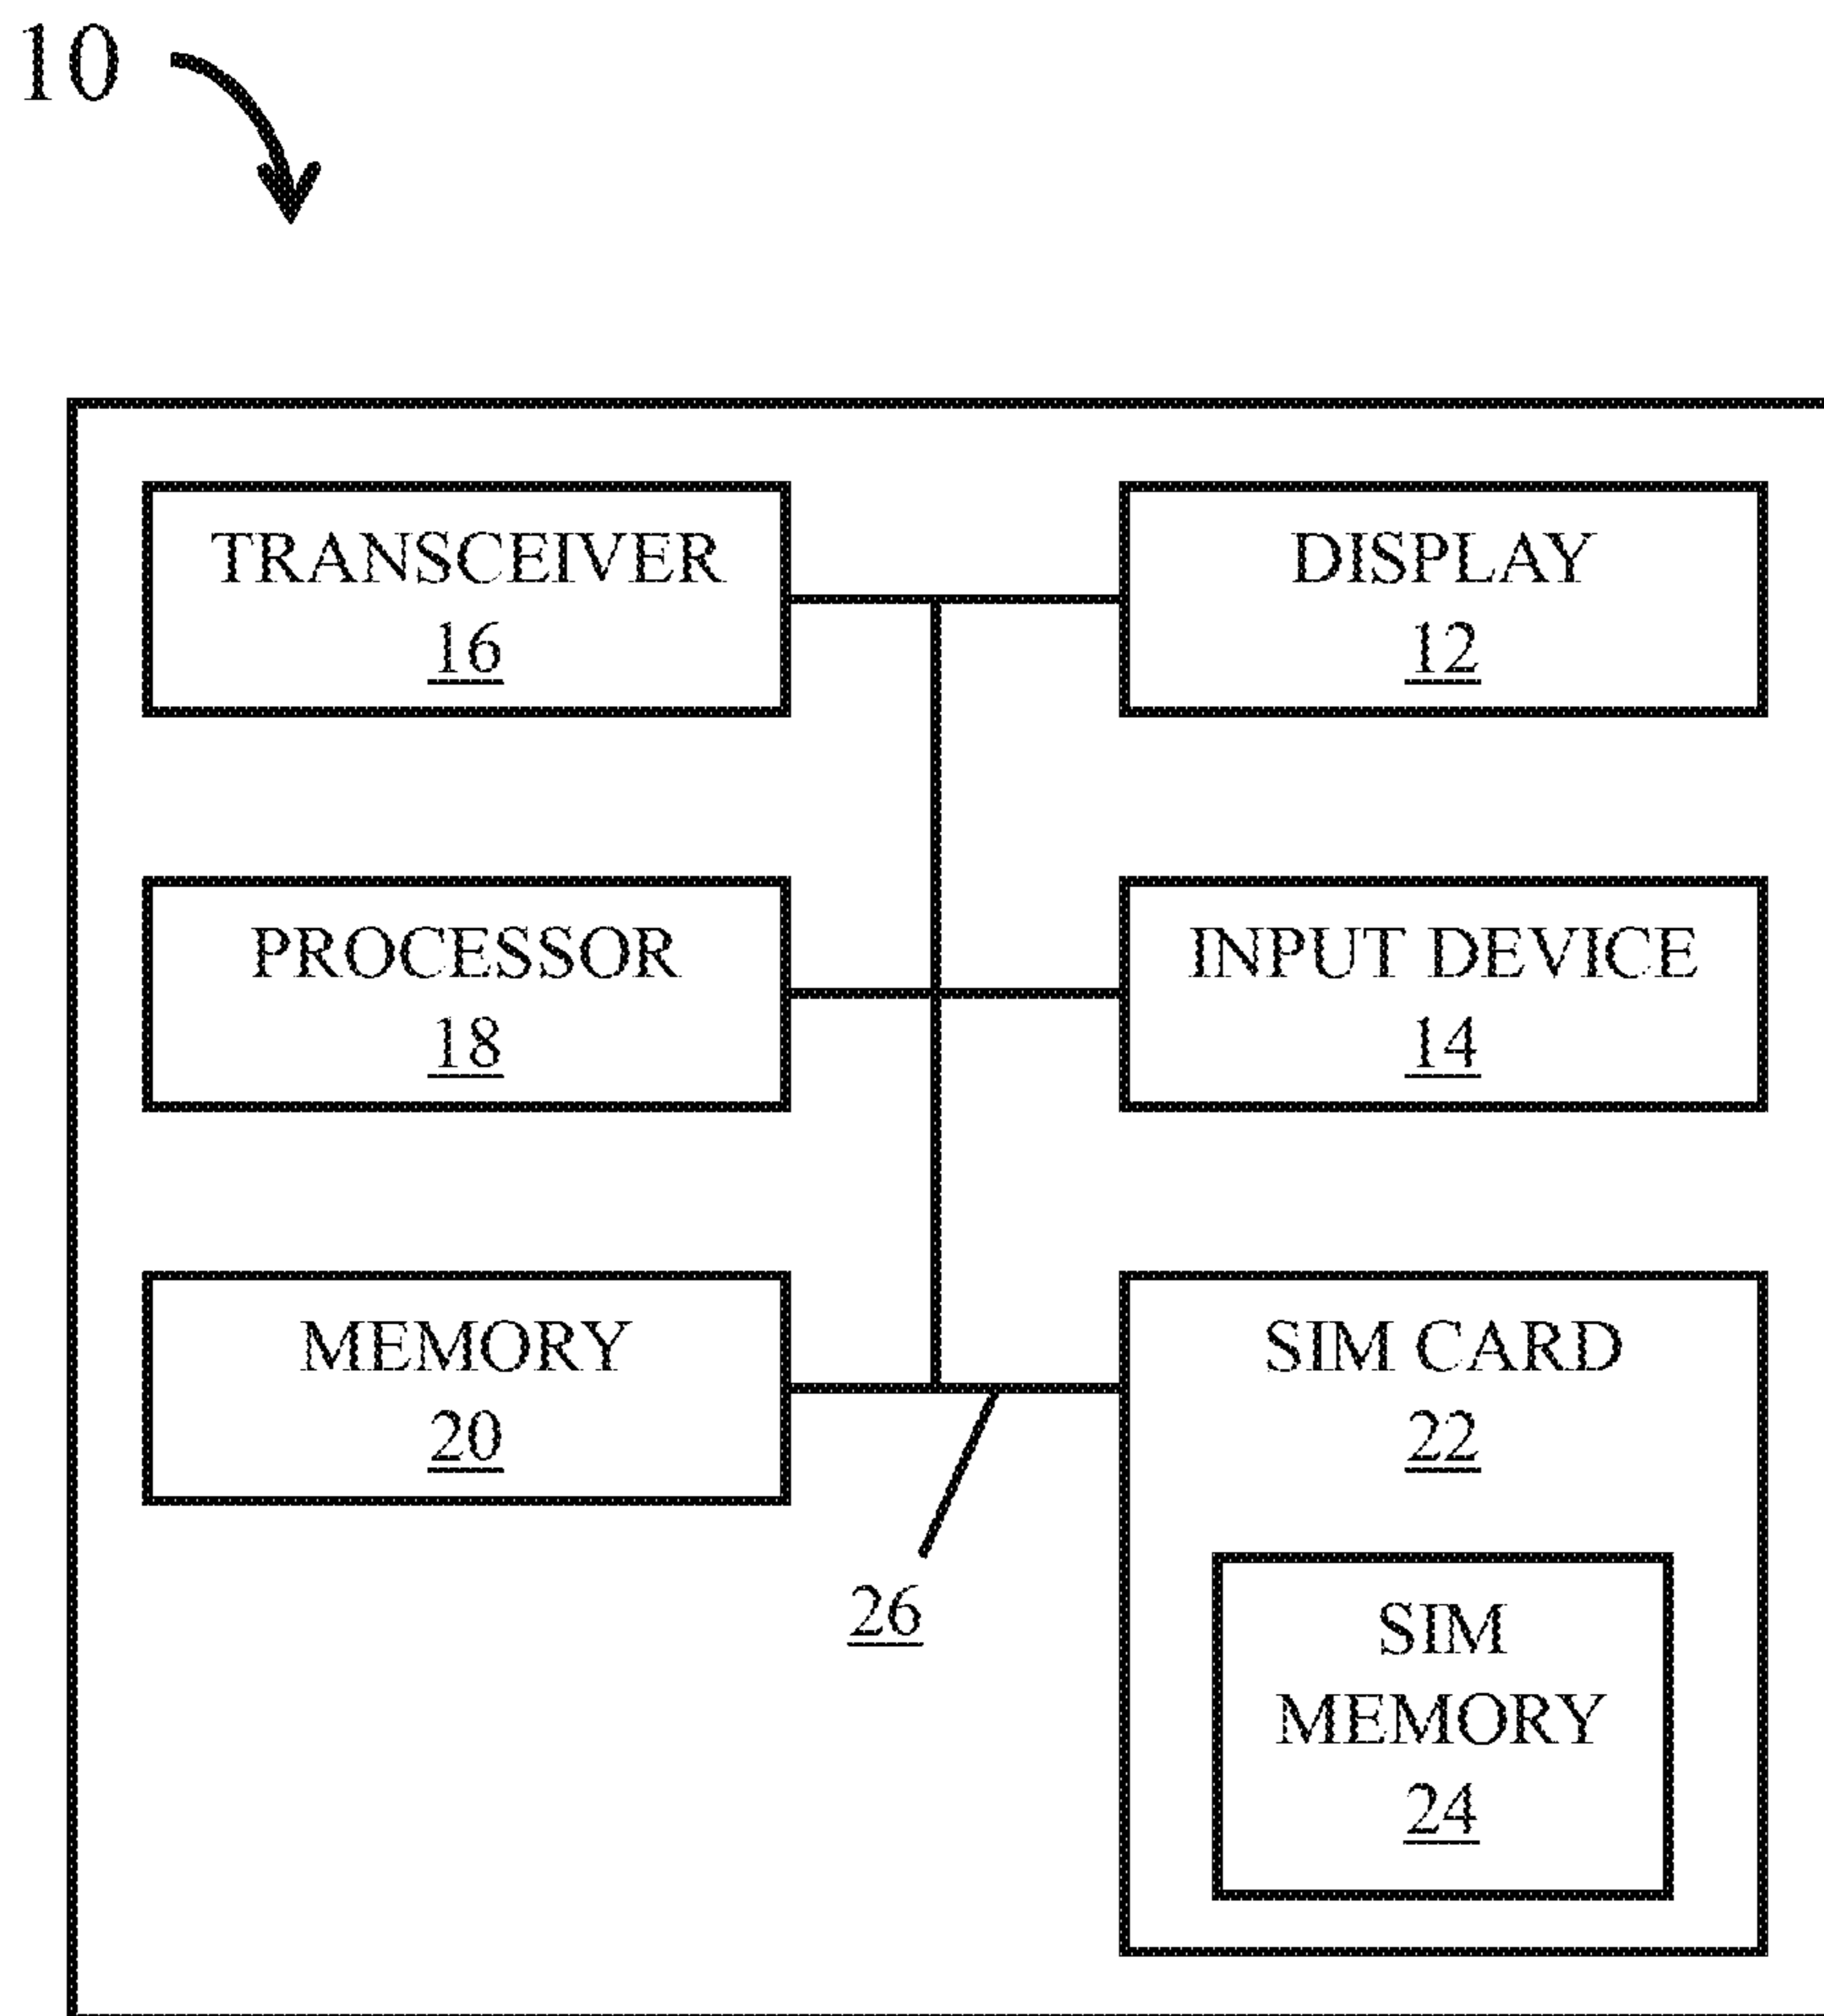 10
TRANSCEIVER
16
DISPLAY
12
PROCESSOR
18
INPUT DEVICE
14
MEMORY
20
SIM CARD
22
26
SIM
MEMORY
24